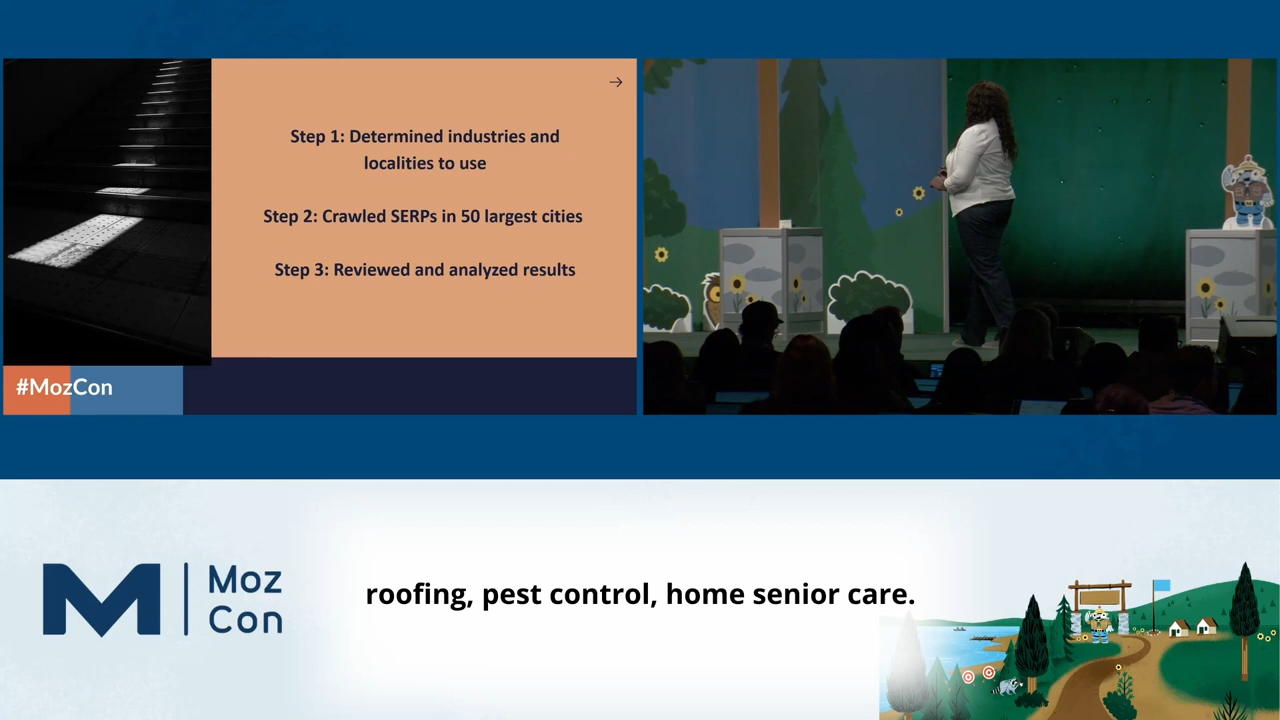 →
Step 1: Determined industries and
localities to use
Step 2: Crawled SERPs in 50 largest cities
Step 3: Reviewed and analyzed results
#MozCon
Moz
Con
roofing, pest control, home senior care.